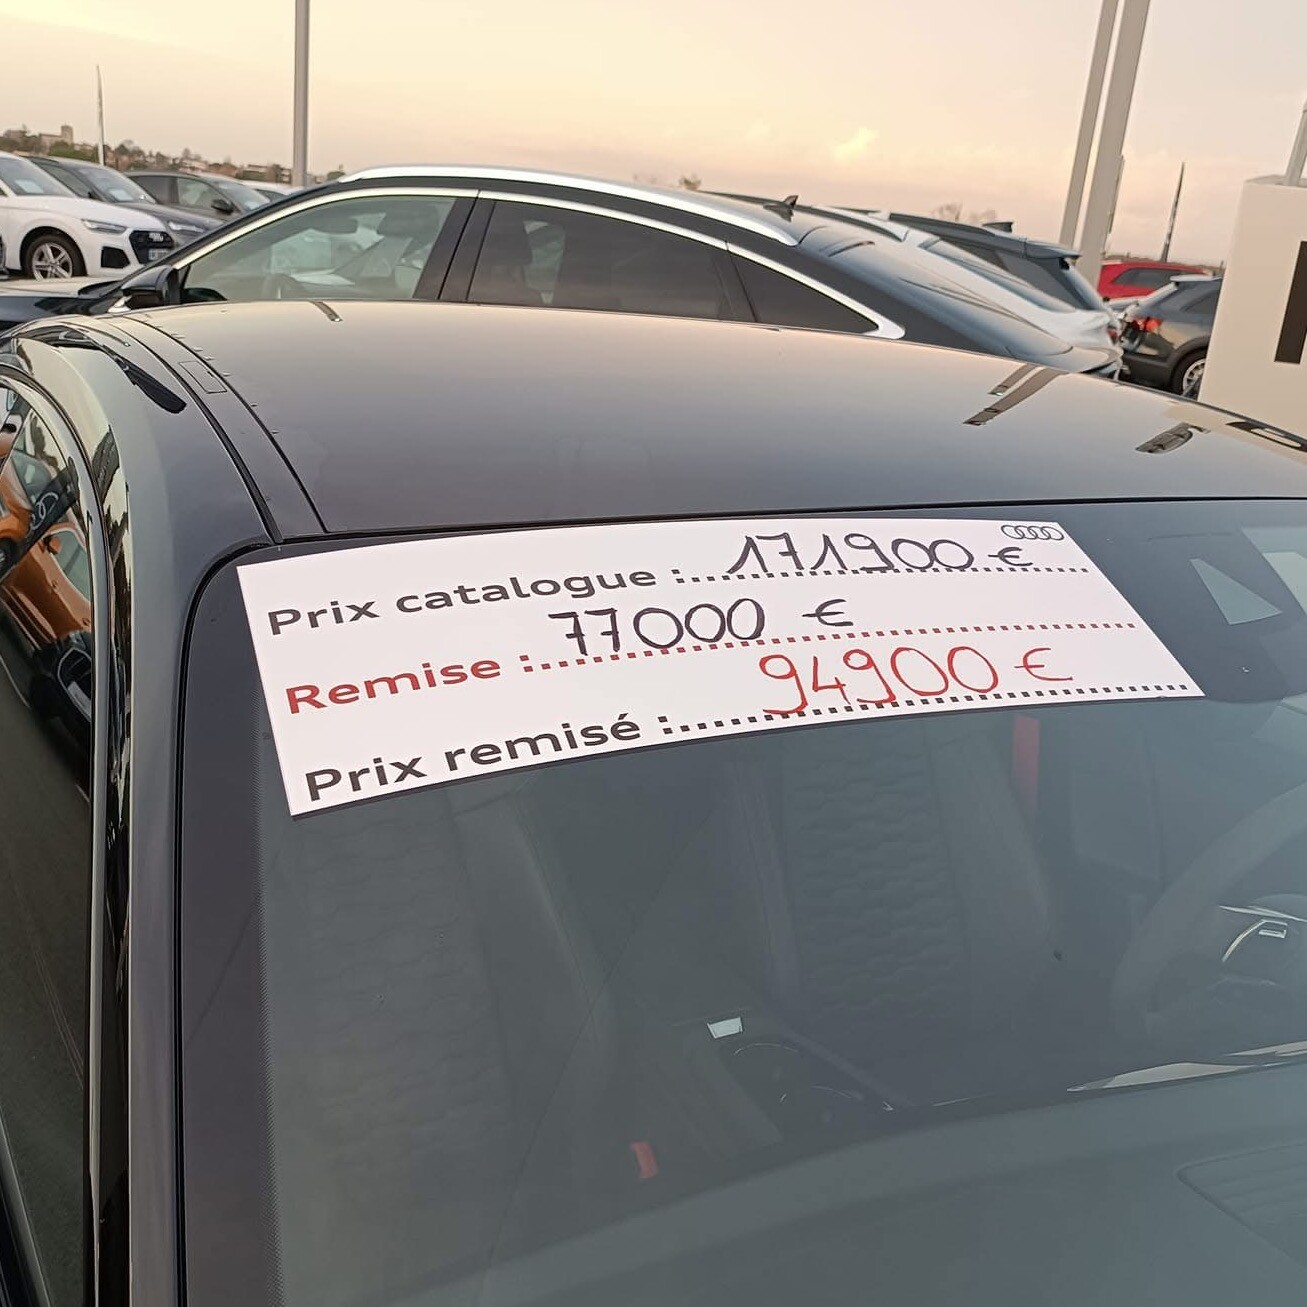 Prix catalogue : 171900 €
Remise : 77000 €
Prix remisé : 94900 €